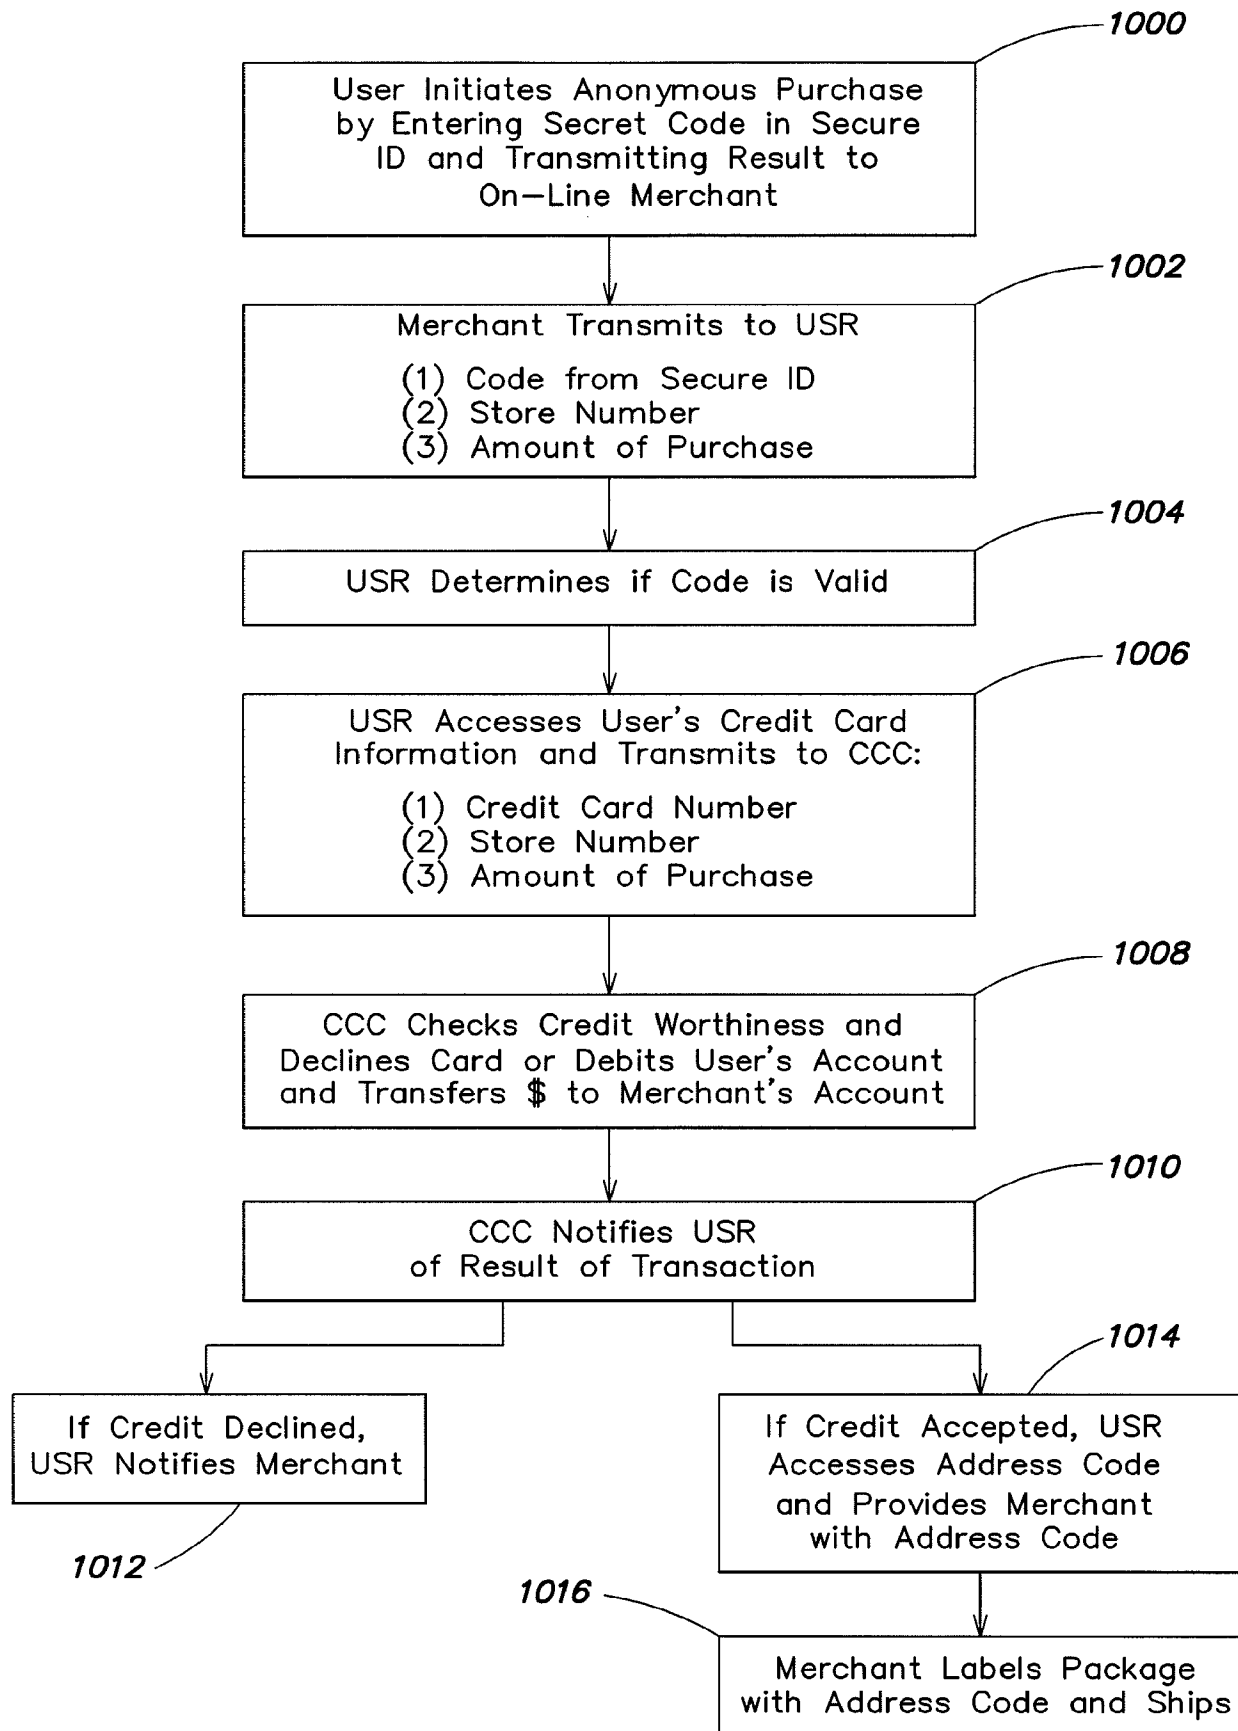 1000
User Initiates Anonymous Purchase
by Entering Secret Code in Secure
ID and Transmitting Result to
On-Line Merchant
1002
Merchant Transmits to USR
(1) Code from Secure ID
(2) Store Number
(3) Amount of Purchase
1004
USR Determines if Code is Valid
1006
USR Accesses User's Credit Card
Information and Transmits to CCC:
(1) Credit Card Number
(2) Store Number
(3) Amount of Purchase
1008
CCC Checks Credit Worthiness and
Declines Card or Debits User's Account
and Transfers $ to Merchant's Account
1010
CCC Notifies USR
of Result of Transaction
If Credit Declined,
USR Notifies Merchant
1012
1014
If Credit Accepted, USR
Accesses Address Code
and Provides Merchant
with Address Code
1016
Merchant Labels Package
with Address Code and Ships